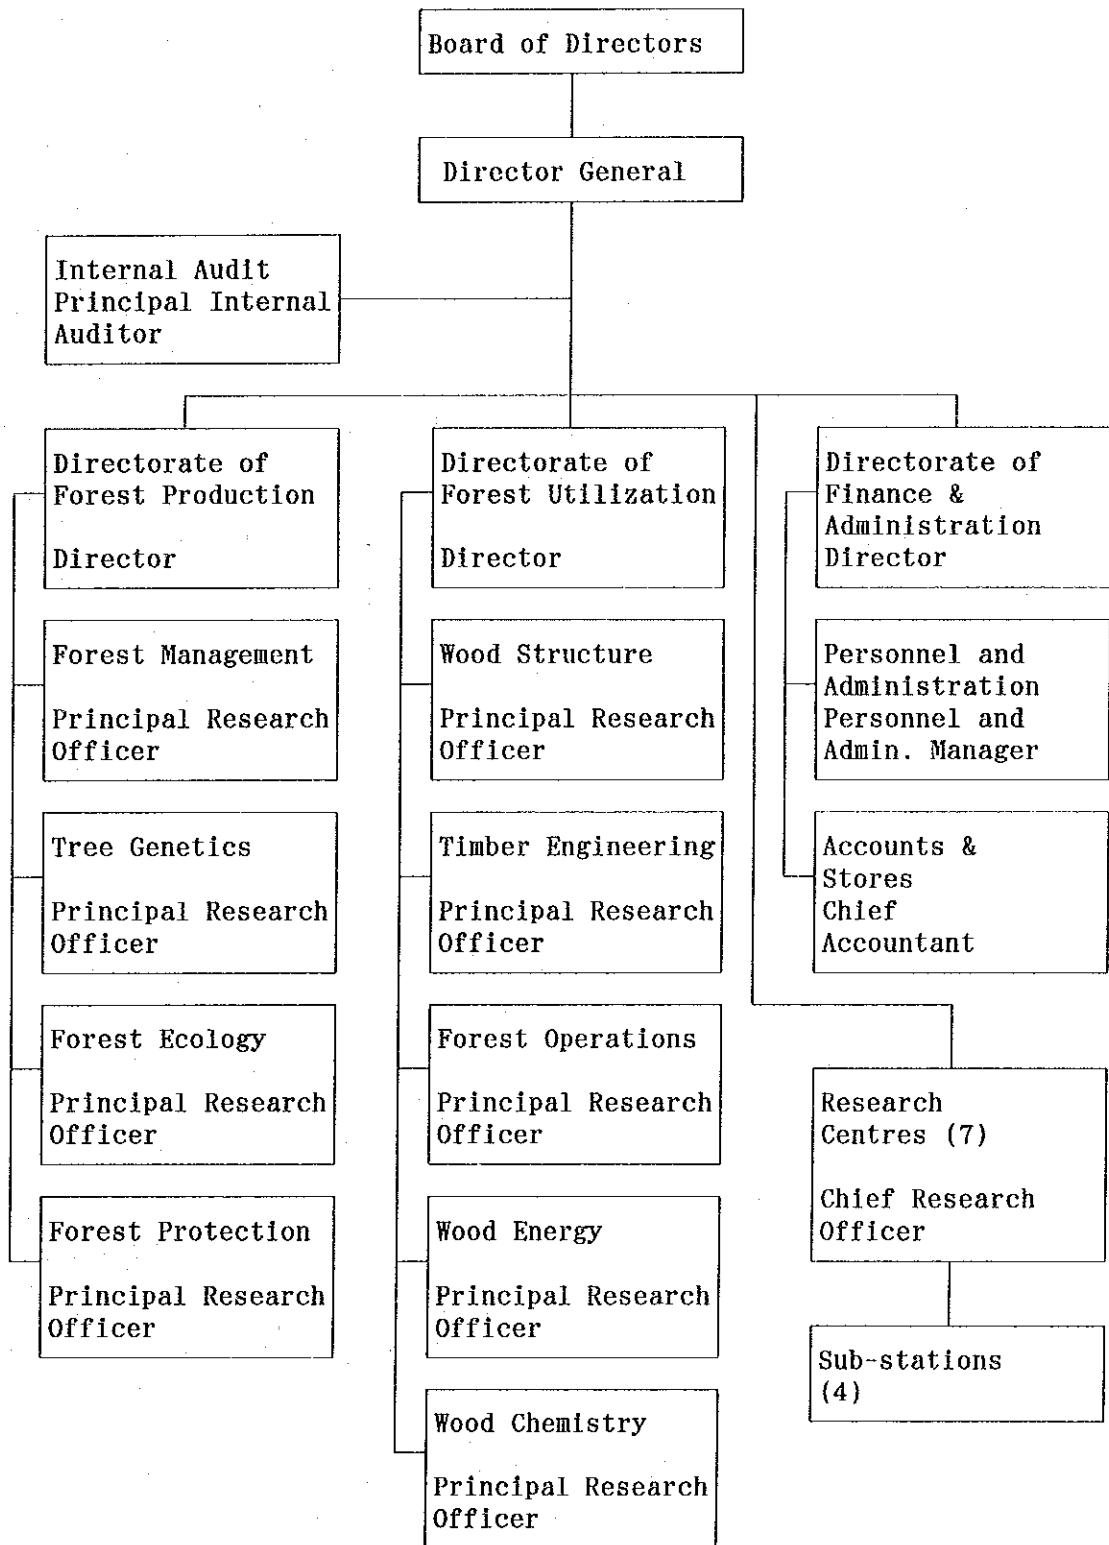 Board of Directors
Director General
Internal Audit
Principal Internal
Auditor
Directorate of
Forest Production
Director
Forest Management
Principal Research
Officer
Tree Genetics
Principal Research
Officer
Forest Ecology
Principal Research
Officer
Forest Protection
Principal Research
Officer
Directorate of
Forest Utilization
Director
Wood Structure
Principal Research
Officer
Timber Engineering
Principal Research
Officer
Forest Operations
Principal Research
Officer
Wood Energy
Principal Research
Officer
Wood Chemistry
Principal Research
Officer
Directorate of
Finance &
Administration
Director
Personnel and
Administration
Personnel and
Admin. Manager
Accounts &
Stores
Chief
Accountant
Research
Centres (7)
Chief Research
Officer
Sub-stations
(4)